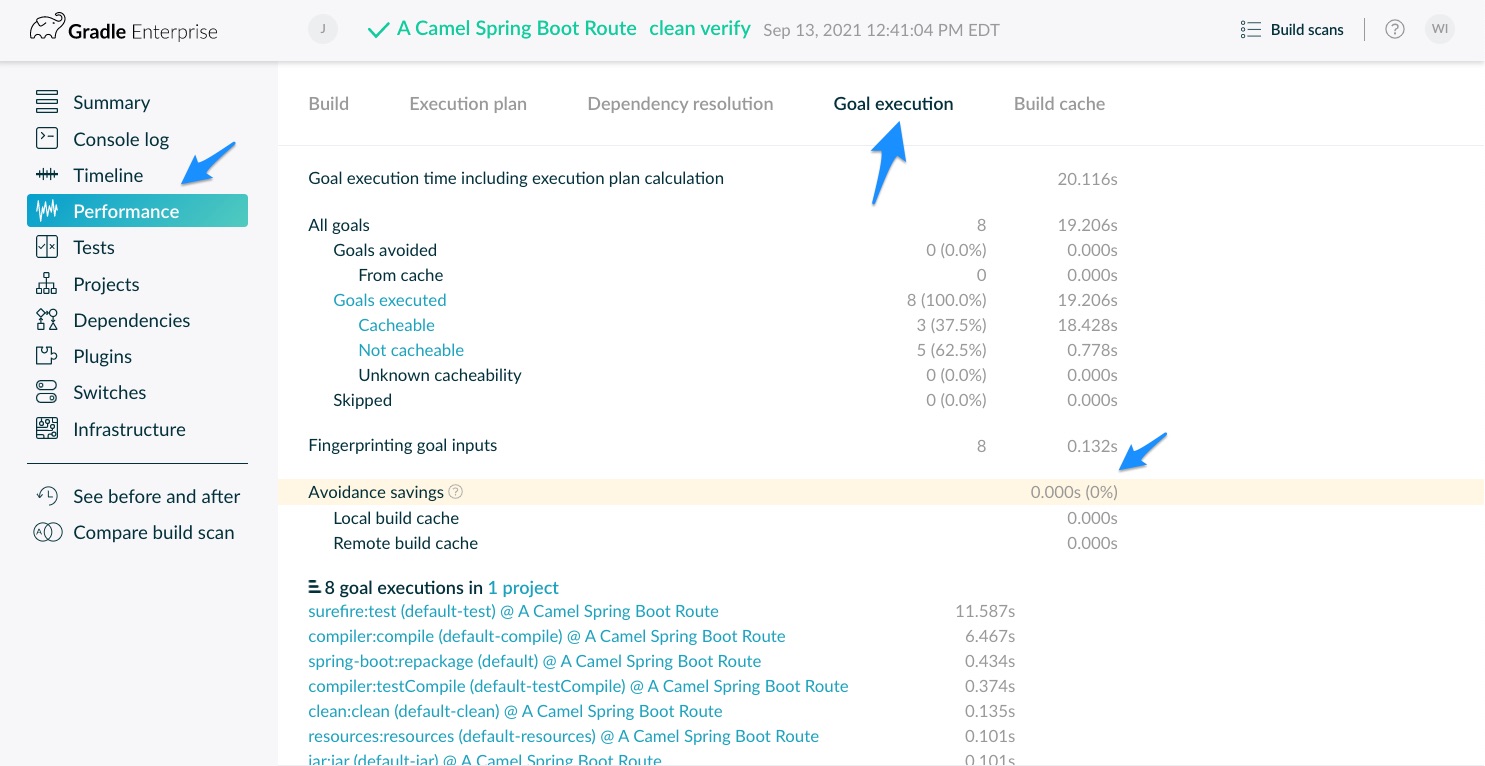 Gradle Enterprise
J
A Camel Spring Boot Route clean verify Sep 13, 2021 12:41:04 PM EDT
Build scans
?
WI
Summary
Console log
Timeline
Performance
Tests
Projects
Dependencies
Plugins
Switches
Infrastructure
See before and after
Compare build scan
Build Execution plan Dependency resolution Goal execution Build cache
Goal execution time including execution plan calculation 20.116s
All goals 8 19.206s
Goals avoided 0 (0.0%) 0.000s
From cache 0 0.000s
Goals executed 8 (100.0%) 19.206s
Cacheable 3 (37.5%) 18.428s
Not cacheable 5 (62.5%) 0.778s
Unknown cacheability 0 (0.0%) 0.000s
Skipped 0 (0.0%) 0.000s
Fingerprinting goal inputs 8 0.132s
Avoidance savings ? 0.000s (0%)
Local build cache 0.000s
Remote build cache 0.000s
8 goal executions in 1 project
surefire:test (default-test) @ A Camel Spring Boot Route 11.587s
compiler:compile (default-compile) @ A Camel Spring Boot Route 6.467s
spring-boot:repackage (default) @ A Camel Spring Boot Route 0.434s
compiler:testCompile (default-testCompile) @ A Camel Spring Boot Route 0.374s
clean:clean (default-clean) @ A Camel Spring Boot Route 0.135s
resources:resources (default-resources) @ A Camel Spring Boot Route 0.101s
jar:jar (default-jar) @ A Camel Spring Boot Route 0.101s